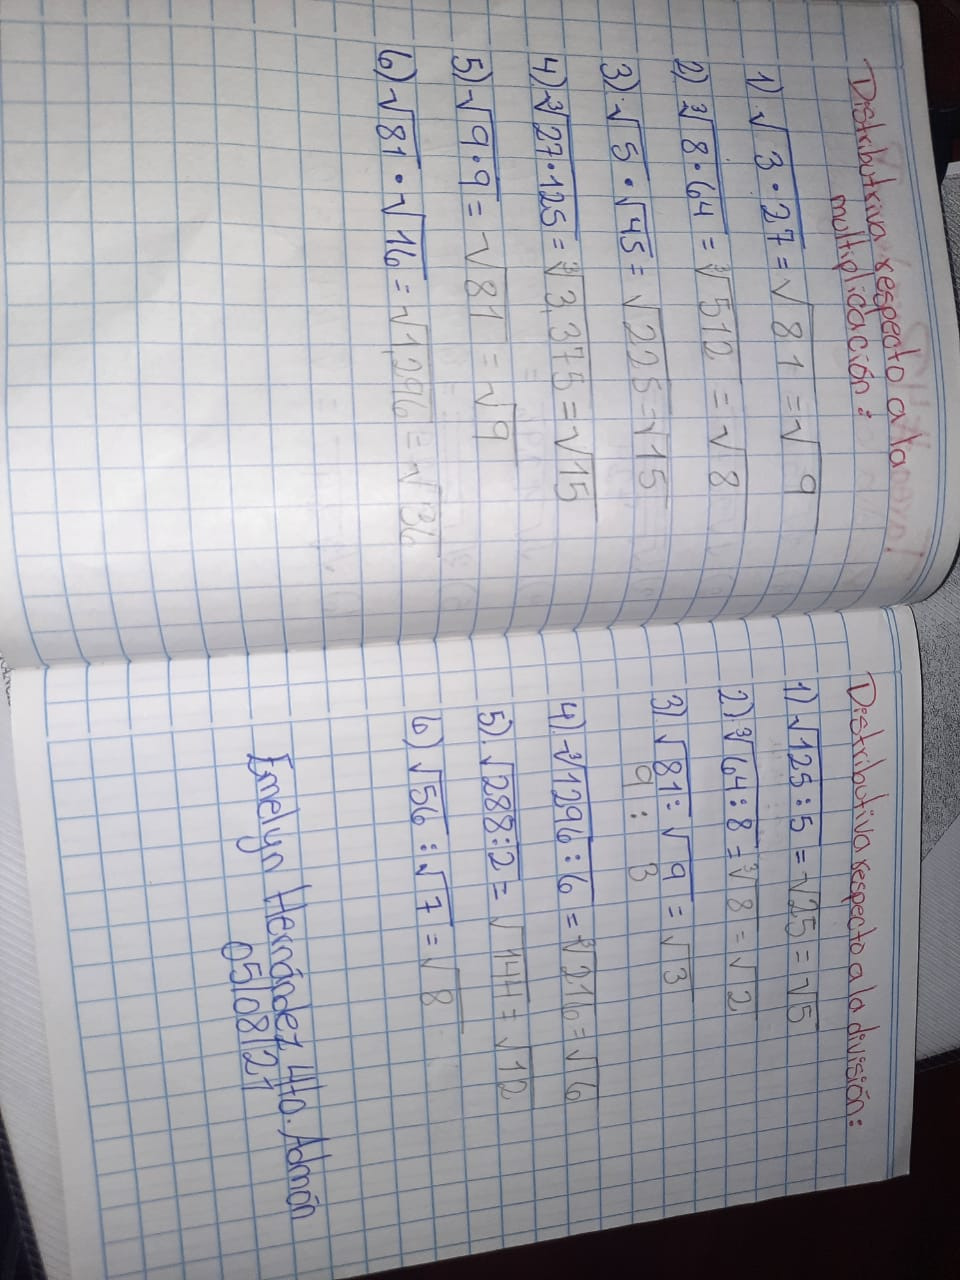 Distributiva respecto a la
multiplicación:
1) √3·27 = √81 = √9
2) ∛8·64 = ∛512 = √8
3) √5 · √45 = √225 = √15
4) ∛27·125 = ∛3,375 = √15
5) √9·9 = √81 = √9
6) √81 · √16 = √1,296 = √36
Distributiva respecto a la división:
1) √125:5 = √25 = √5
2) ∛64:8 = ∛8 = √2
3) √81 : √9 = √3
9 : 3
4) ∛1296:6 = ∛216 = √6
5) √288:2 = √144 = √12
6) √56 : √7 = √8
Emelyn Hernández 4to. Admón
05/08/21